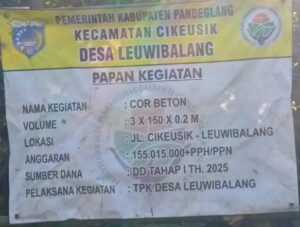 PEMERINTAH KABUPATEN PANDEGLANG
KECAMATAN CIKEUSIK
DESA LEUWIBALANG
PAPAN KEGIATAN
NAMA KEGIATAN : COR BETON
VOLUME : 3 X 150 X 0.2 M
LOKASI : JL. CIKEUSIK - LEUWIBALANG
ANGGARAN : 155.015.000+PPH/PPN
SUMBER DANA : DD TAHAP I TH. 2025
PELAKSANA KEGIATAN : TPK DESA LEUWIBALANG